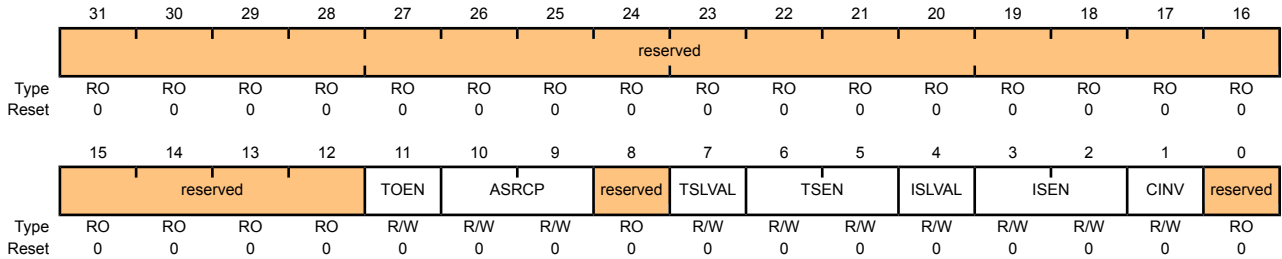 31 30 29 28 27 26 25 24 23 22 21 20 19 18 17 16
reserved
Type RO RO RO RO RO RO RO RO RO RO RO RO RO RO RO RO
Reset 0 0 0 0 0 0 0 0 0 0 0 0 0 0 0 0
15 14 13 12 11 10 9 8 7 6 5 4 3 2 1 0
reserved TOEN ASRCP reserved TSLVAL TSEN ISLVAL ISEN CINV reserved
Type RO RO RO RO R/W R/W R/W RO R/W R/W R/W R/W R/W R/W R/W RO
Reset 0 0 0 0 0 0 0 0 0 0 0 0 0 0 0 0